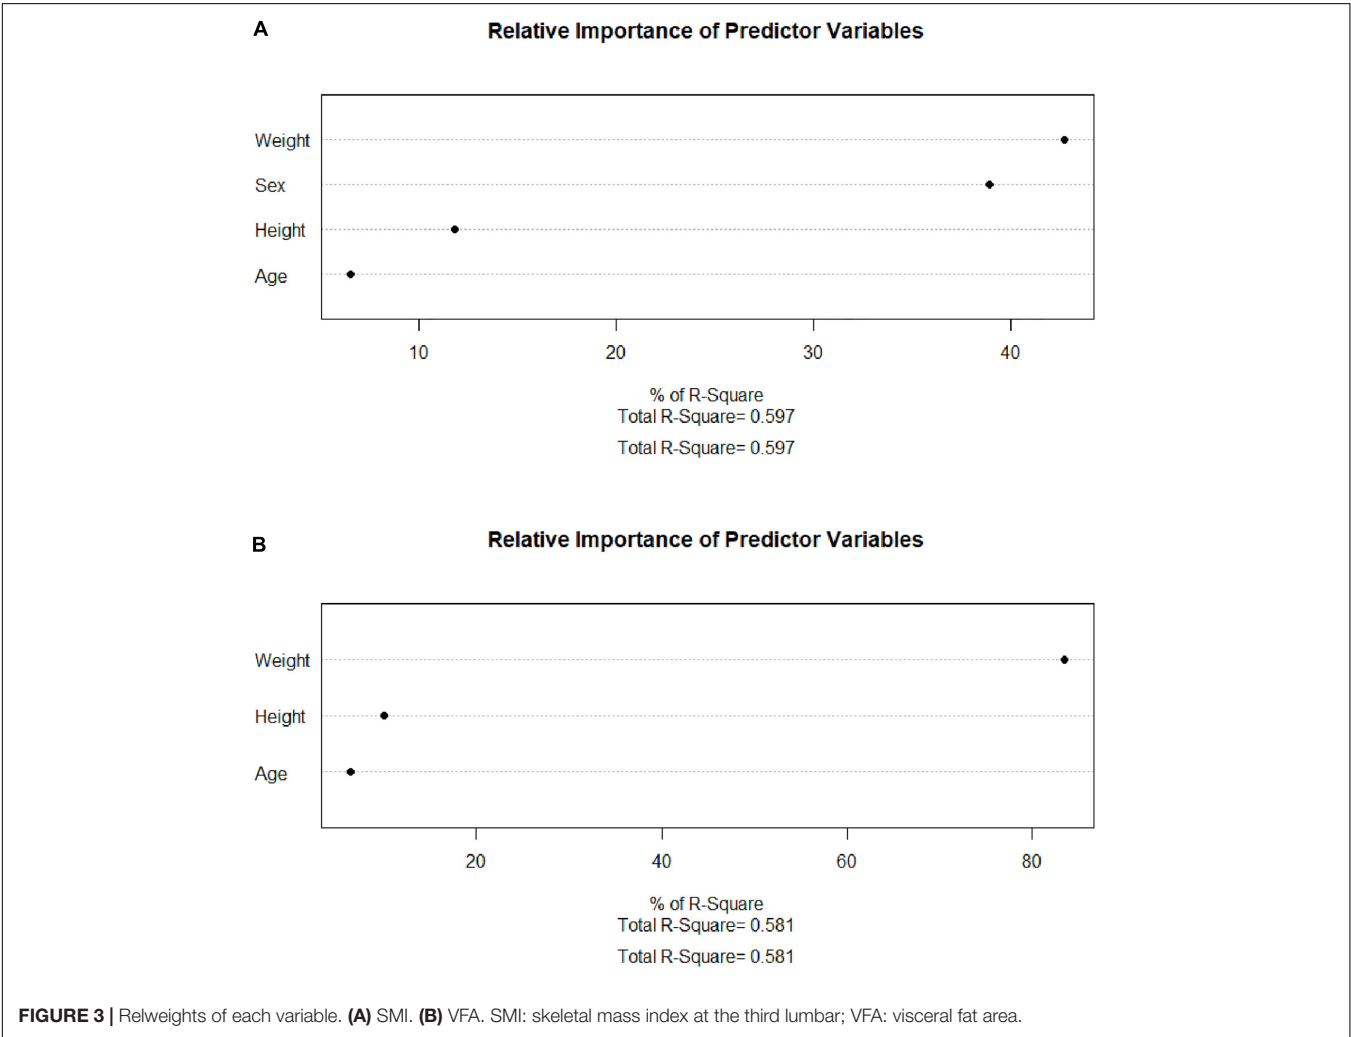 A
Relative Importance of Predictor Variables
Weight
Sex
Height
Age
10 20 30 40
% of R-Square
Total R-Square= 0.597
Total R-Square= 0.597
B
Relative Importance of Predictor Variables
Weight
Height
Age
20 40 60 80
% of R-Square
Total R-Square= 0.581
Total R-Square= 0.581
FIGURE 3 | Relweights of each variable. (A) SMI. (B) VFA. SMI: skeletal mass index at the third lumbar; VFA: visceral fat area.